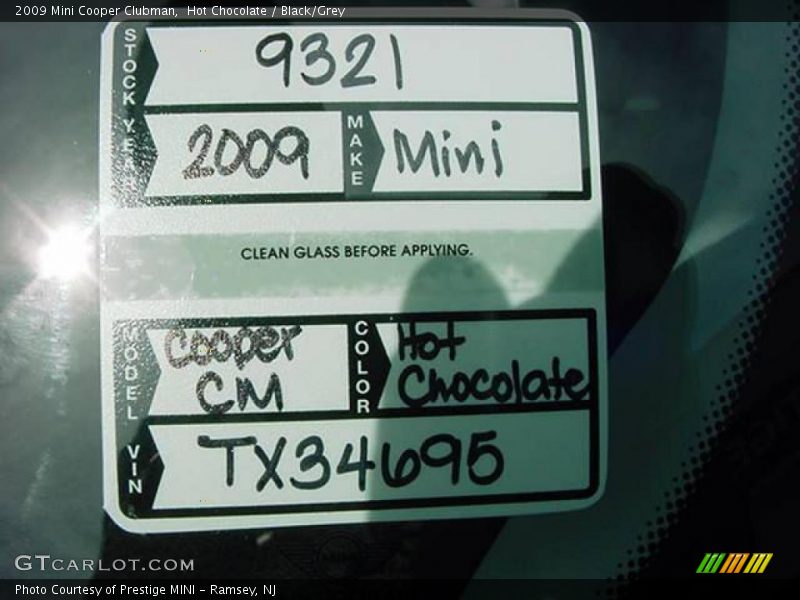 2009 Mini Cooper Clubman,  Hot Chocolate / Black/Grey
STOCK 9321
YEAR 2009 MAKE Mini
CLEAN GLASS BEFORE APPLYING.
MODEL Cooper CM COLOR Hot Chocolate
VIN TX34695
GTCARLOT.COM
Photo Courtesy of Prestige MINI - Ramsey, NJ